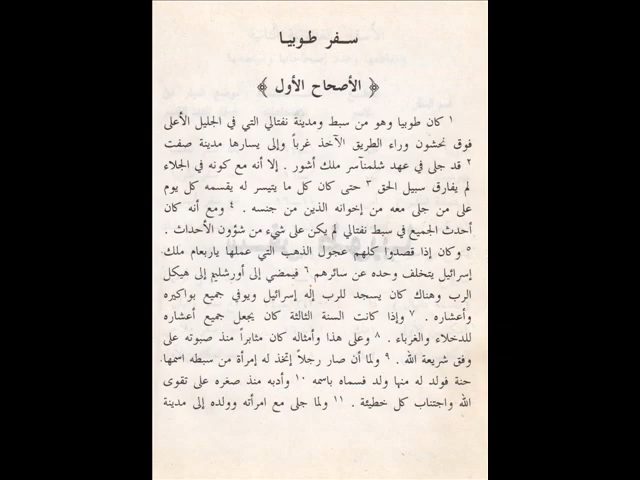 سـفر طـوبيـا
﴿ الأصحاح الأول ﴾
١ كان طوبيا وهو من سبط ومدينة نفتالي التي في الجليل الأعلى
فوق نحشون وراء الطريق الآخذ غرباً وإلى يسارها مدينة صفت
٢ قد جلى في عهد شلمنآسر ملك أشور . إلا أنه مع كونه في الجلاء
لم يفارق سبيل الحق ٣ حتى كان كل ما يتيسر له يقسمه كل يوم
على من جلى معه من إخوانه الذين من جنسه . ٤ ومع أنه كان
أحدث الجميع في سبط نفتالي لم يكن على شيء من شؤون الأحداث .
٥ وكان إذا قصدوا كلهم عجول الذهب التي عملها ياربعام ملك
إسرائيل يتخلف وحده عن سائرهم ٦ فيمضي إلى أورشليم إلى هيكل
الرب وهناك كان يسجد للرب إله إسرائيل ويوفي جميع بواكيره
وأعشاره . ٧ وإذا كانت السنة الثالثة كان يجعل جميع أعشاره
للدخلاء والغرباء . ٨ وعلى هذا وأمثاله كان مثابراً منذ صبوته على
وفق شريعة الله . ٩ ولما أن صار رجلاً إتخذ له إمرأة من سبطه اسمها
حنة فولد له منها ولد فسماه باسمه ١٠ وأدبه منذ صغره على تقوى
الله واجتناب كل خطيئة . ١١ ولما جلى مع امرأته وولده إلى مدينة